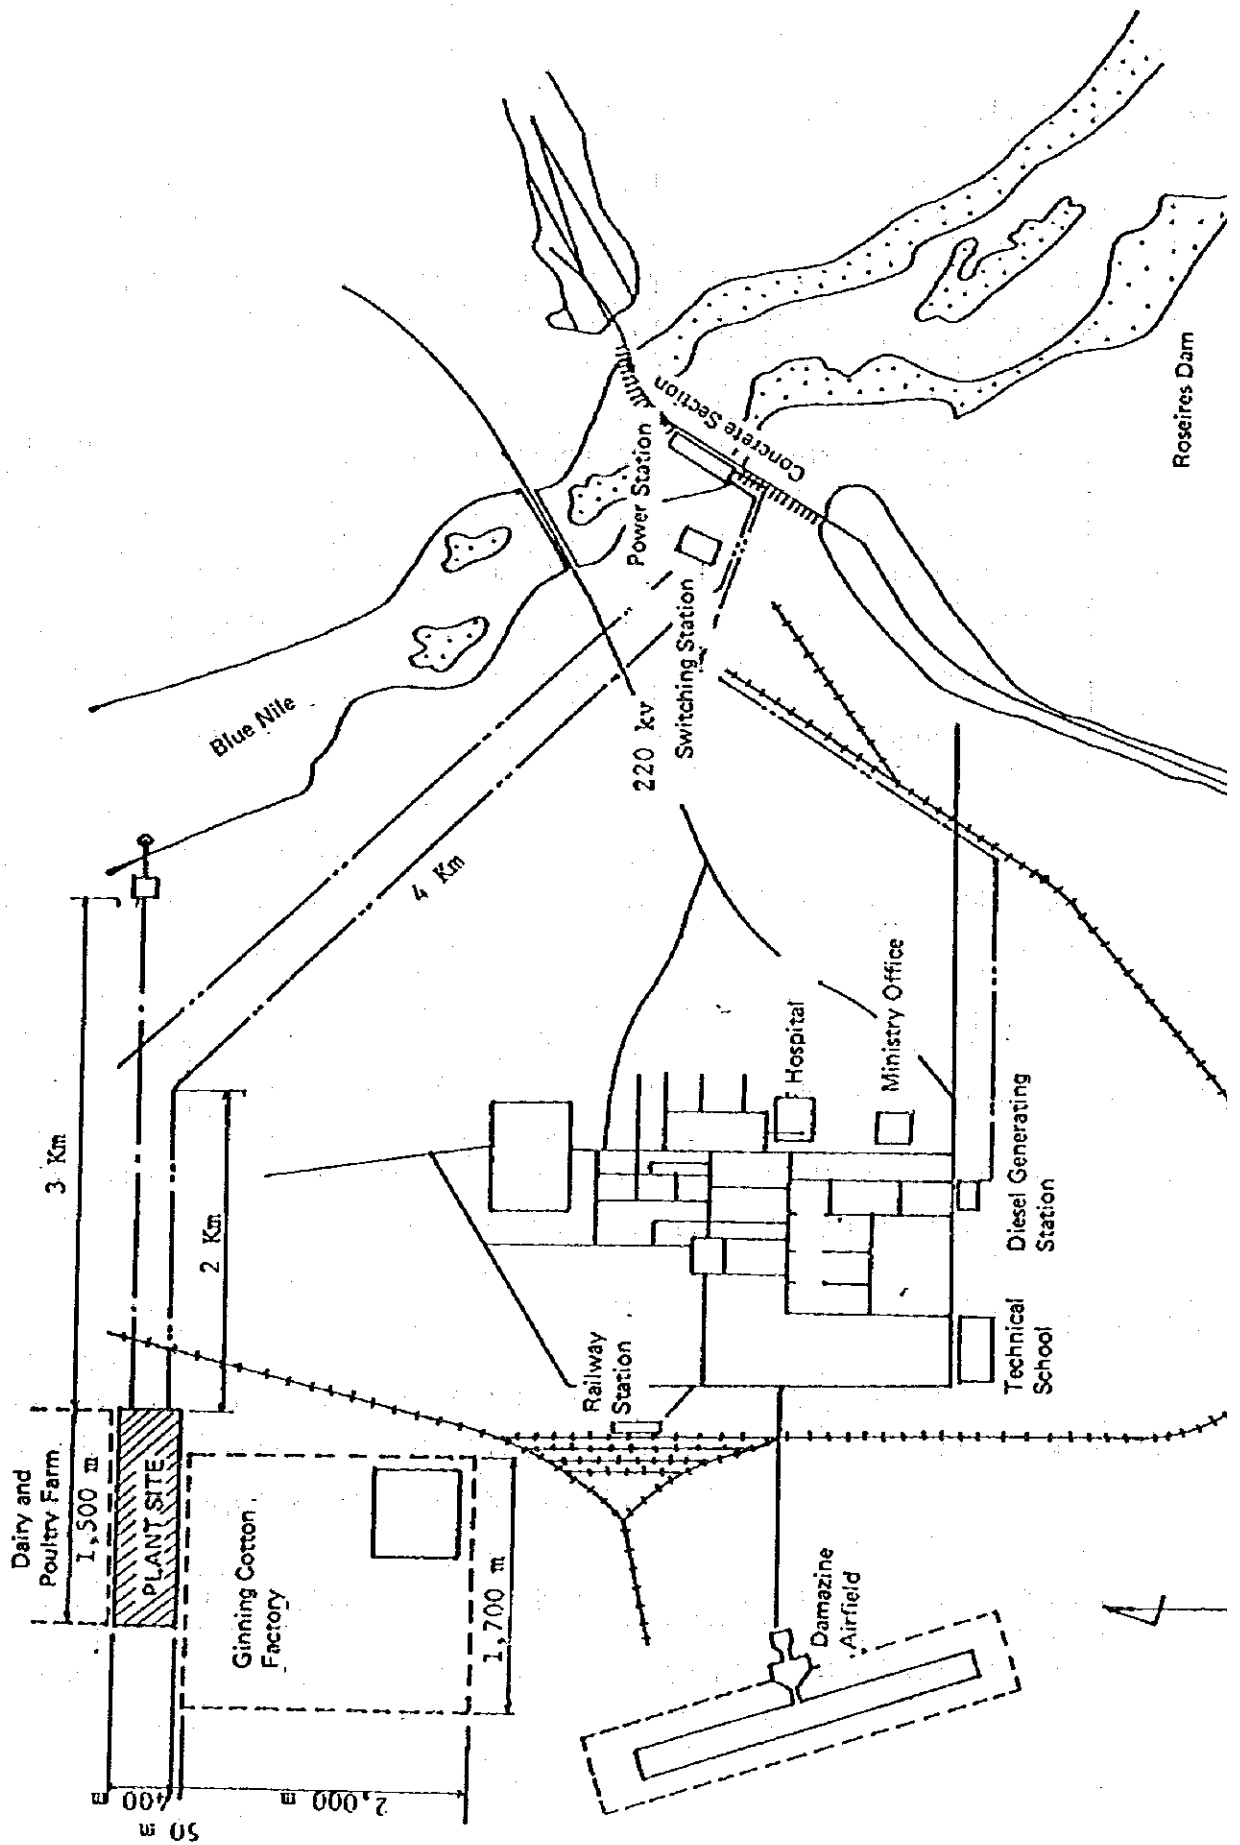 Dairy and
Poultry Farm
1,500 m
3 Km
PLANT SITE
400 m
50 m
2,000 m
2 Km
Ginning Cotton
Factory
1,700 m
Blue Nile
4 Km
220 kv
Power Station
Switching Station
Concrete Section
Roseires Dam
Railway
Station
Hospital
Ministry Office
Diesel Generating
Station
Technical
School
Damazine
Airfield